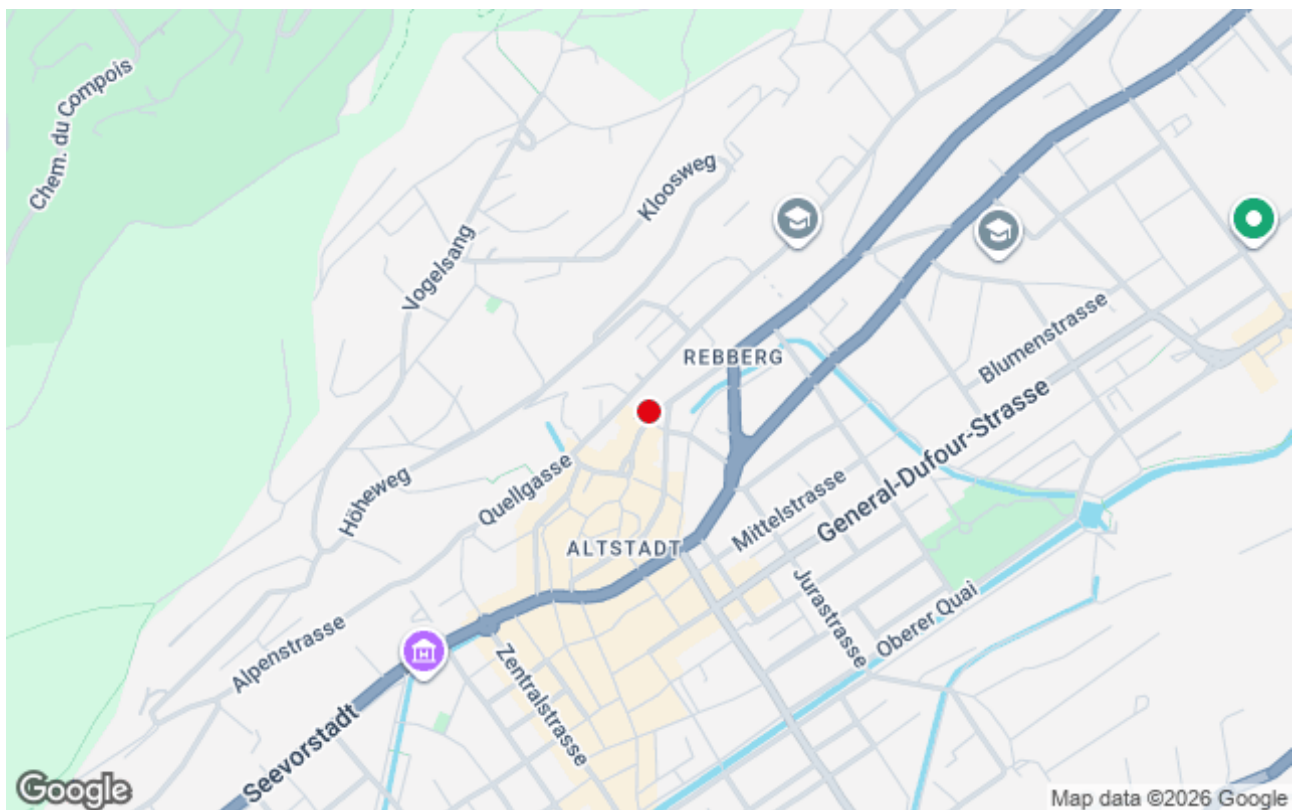 Chem. du Compois
Kloosweg
Vogelsang
REBBERG
Blumenstrasse
General-Dufour-Strasse
Höheweg
Quellgasse
Mittelstrasse
ALTSTADT
Jurastrasse
Oberer Quai
Alpenstrasse
Zentralstrasse
Seevorstadt
Google
Map data ©2026 Google